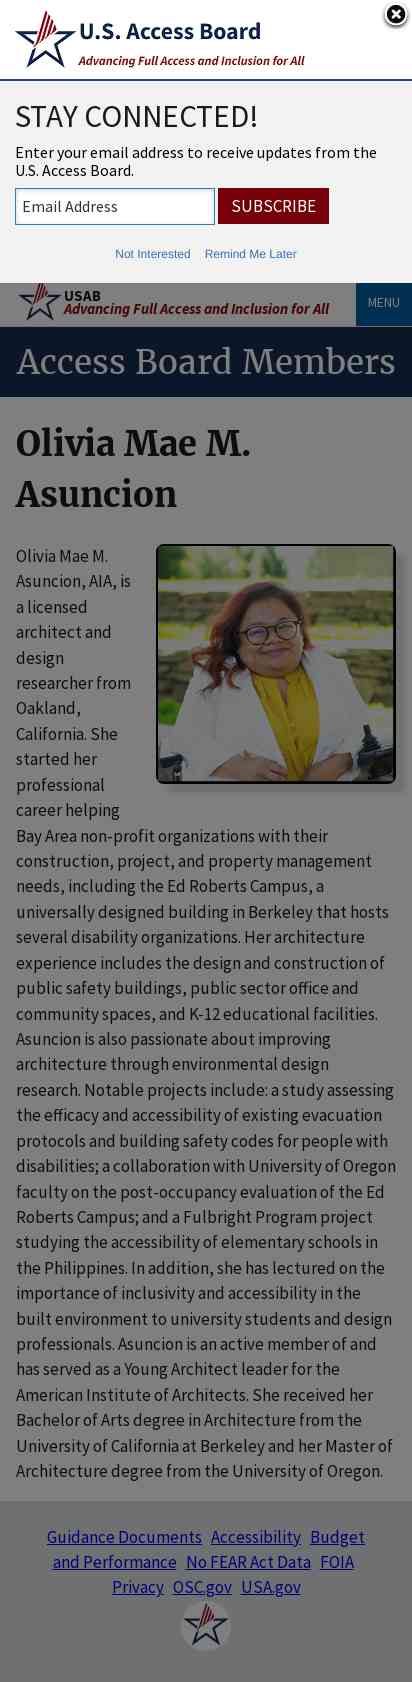 U.S. Access Board
Advancing Full Access and Inclusion for All
STAY CONNECTED!
Enter your email address to receive updates from the
U.S. Access Board.
Email Address
SUBSCRIBE
Not Interested
Remind Me Later
USAB
Advancing Full Access and Inclusion for All
MENU
Access Board Members
Olivia Mae M.
Asuncion
Olivia Mae M.
Asuncion, AIA, is
a licensed
architect and
design
researcher from
Oakland,
California. She
started her
professional
career helping
Bay Area non-profit organizations with their
construction, project, and property management
needs, including the Ed Roberts Campus, a
universally designed building in Berkeley that hosts
several disability organizations. Her architecture
experience includes the design and construction of
public safety buildings, public sector office and
community spaces, and K-12 educational facilities.
Asuncion is also passionate about improving
architecture through environmental design
research. Notable projects include: a study assessing
the efficacy and accessibility of existing evacuation
protocols and building safety codes for people with
disabilities; a collaboration with University of Oregon
faculty on the post-occupancy evaluation of the Ed
Roberts Campus; and a Fulbright Program project
studying the accessibility of elementary schools in
the Philippines. In addition, she has lectured on the
importance of inclusivity and accessibility in the
built environment to university students and design
professionals. Asuncion is an active member of and
has served as a Young Architect leader for the
American Institute of Architects. She received her
Bachelor of Arts degree in Architecture from the
University of California at Berkeley and her Master of
Architecture degree from the University of Oregon.
Guidance Documents Accessibility Budget
and Performance No FEAR Act Data FOIA
Privacy OSC.gov USA.gov